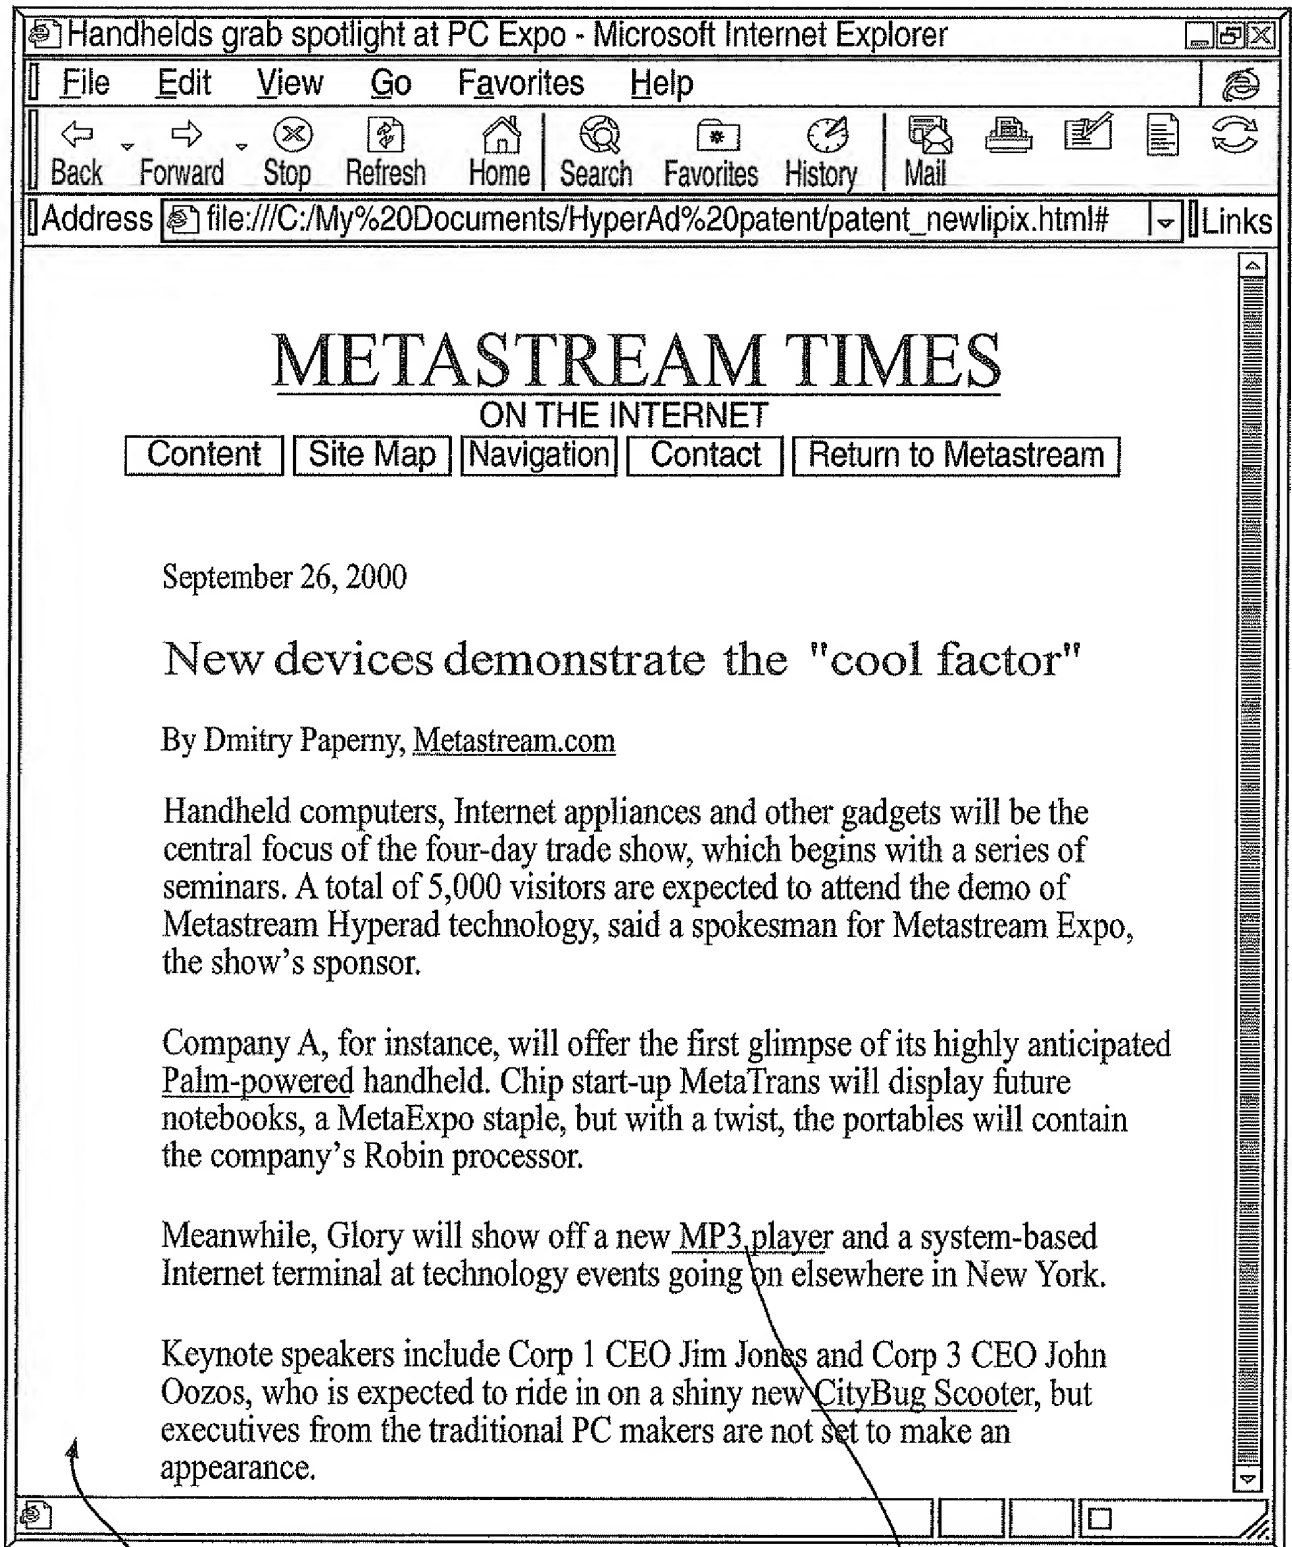 Handhelds grab spotlight at PC Expo - Microsoft Internet Explorer
File Edit View Go Favorites Help
Back Forward Stop Refresh Home Search Favorites History Mail
Address file:///C:/My%20Documents/HyperAd%20patent/patent_newlipix.html# Links
METASTREAM TIMES
ON THE INTERNET
Content Site Map Navigation Contact Return to Metastream
September 26, 2000
New devices demonstrate the "cool factor"
By Dmitry Paperny, Metastream.com
Handheld computers, Internet appliances and other gadgets will be the
central focus of the four-day trade show, which begins with a series of
seminars. A total of 5,000 visitors are expected to attend the demo of
Metastream Hyperad technology, said a spokesman for Metastream Expo,
the show's sponsor.
Company A, for instance, will offer the first glimpse of its highly anticipated
Palm-powered handheld. Chip start-up MetaTrans will display future
notebooks, a MetaExpo staple, but with a twist, the portables will contain
the company's Robin processor.
Meanwhile, Glory will show off a new MP3 player and a system-based
Internet terminal at technology events going on elsewhere in New York.
Keynote speakers include Corp 1 CEO Jim Jones and Corp 3 CEO John
Oozos, who is expected to ride in on a shiny new CityBug Scooter, but
executives from the traditional PC makers are not set to make an
appearance.